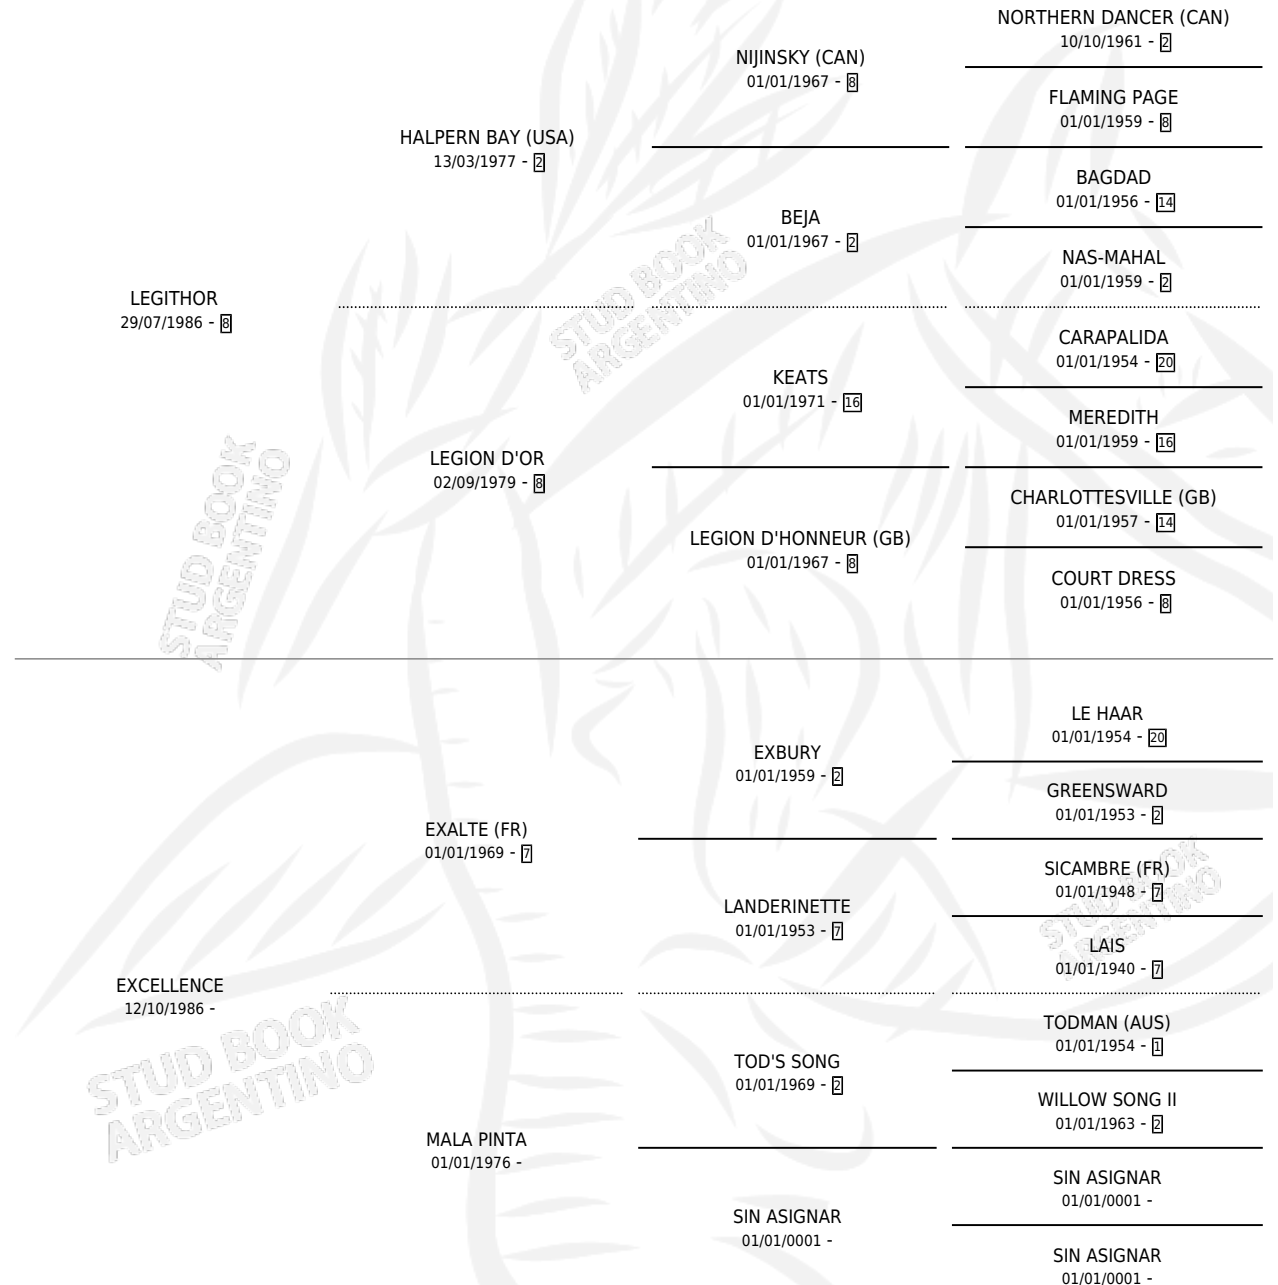 NORTHERN DANCER (CAN)
10/10/1961 - 2
NIJINSKY (CAN)
01/01/1967 - 8
FLAMING PAGE
01/01/1959 - 8
HALPERN BAY (USA)
13/03/1977 - 2
BAGDAD
01/01/1956 - 14
BEJA
01/01/1967 - 2
NAS-MAHAL
01/01/1959 - 2
LEGITHOR
29/07/1986 - 8
CARAPALIDA
01/01/1954 - 20
KEATS
01/01/1971 - 16
MEREDITH
01/01/1959 - 16
LEGION D'OR
02/09/1979 - 8
CHARLOTTESVILLE (GB)
01/01/1957 - 14
LEGION D'HONNEUR (GB)
01/01/1967 - 8
COURT DRESS
01/01/1956 - 8
LE HAAR
01/01/1954 - 20
EXBURY
01/01/1959 - 2
GREENSWARD
01/01/1953 - 2
EXALTE (FR)
01/01/1969 - 7
SICAMBRE (FR)
01/01/1948 - 7
LANDERINETTE
01/01/1953 - 7
LAIS
01/01/1940 - 7
EXCELLENCE
12/10/1986 -
TODMAN (AUS)
01/01/1954 - 1
TOD'S SONG
01/01/1969 - 2
WILLOW SONG II
01/01/1963 - 2
MALA PINTA
01/01/1976 -
SIN ASIGNAR
01/01/0001 -
SIN ASIGNAR
01/01/0001 -
SIN ASIGNAR
01/01/0001 -
STUD BOOK
ARGENTINO
STUD BOOK
ARGENTINO
STUD BOOK
ARGENTINO
STUD BOOK
ARGENTINO